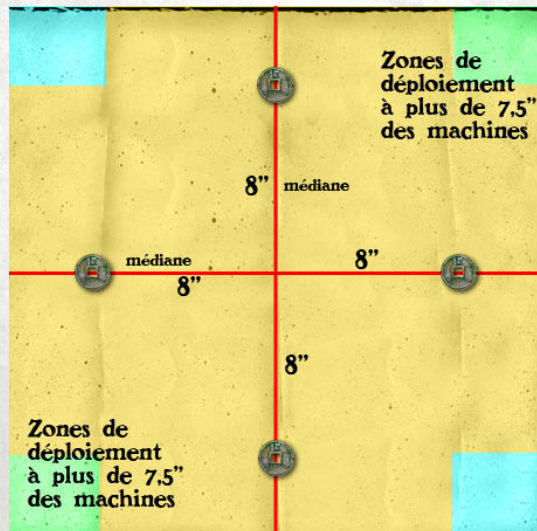 Zones de
déploiement
à plus de 7,5"
des machines
8" médiane
médiane
8"
8"
8"
Zones de
déploiement
à plus de 7,5"
des machines